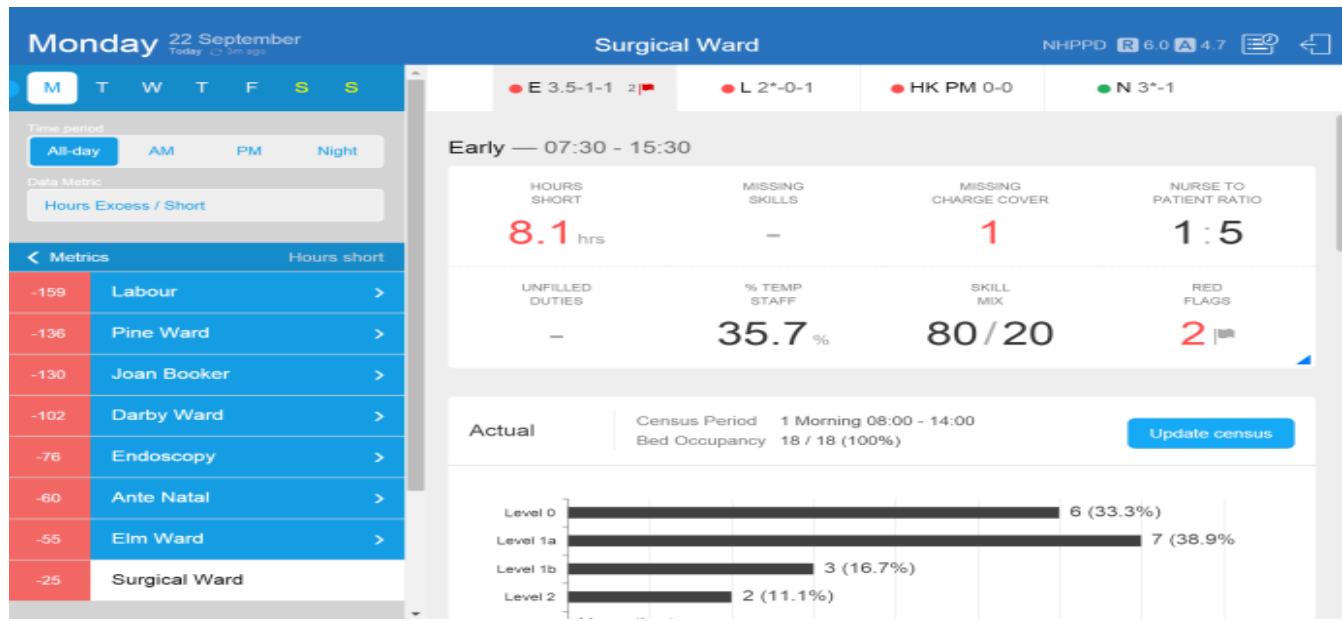 Monday 22 September
Today 3m ago
Surgical Ward
NHPPD R 6.0 A 4.7
M T W T F S S
Time period
All-day AM PM Night
Data Metric
Hours Excess / Short
Metrics Hours short
-159 Labour
-136 Pine Ward
-130 Joan Booker
-102 Darby Ward
-76 Endoscopy
-60 Ante Natal
-55 Elm Ward
-25 Surgical Ward
E 3.5-1-1 2 L 2*-0-1 HK PM 0-0 N 3*-1
Early — 07:30 - 15:30
HOURS SHORT
8.1 hrs
MISSING SKILLS
–
MISSING CHARGE COVER
1
NURSE TO PATIENT RATIO
1:5
UNFILLED DUTIES
–
% TEMP STAFF
35.7 %
SKILL MIX
80/20
RED FLAGS
2
Actual
Census Period 1 Morning 08:00 - 14:00
Bed Occupancy 18 / 18 (100%)
Update census
Level 0 6 (33.3%)
Level 1a 7 (38.9%
Level 1b 3 (16.7%)
Level 2 2 (11.1%)